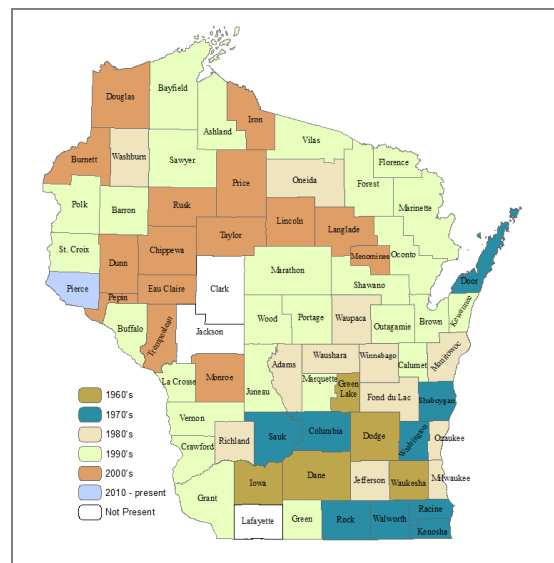 Douglas
Bayfield
Ashland
Iron
Vilas
Florence
Burnett
Washburn
Sawyer
Price
Oneida
Forest
Marinette
Polk
Barron
Rusk
Taylor
Lincoln
Langlade
Menominee
Oconto
St. Croix
Dunn
Chippewa
Marathon
Shawano
Door
Pierce
Pepin
Eau Claire
Clark
Kewaunee
Buffalo
Trempealeau
Jackson
Wood
Portage
Waupaca
Outagamie
Brown
La Crosse
Monroe
Juneau
Adams
Waushara
Marquette
Green
Lake
Winnebago
Calumet
Manitowoc
Fond du Lac
Sheboygan
Vernon
Crawford
Richland
Sauk
Columbia
Dodge
Washington
Ozaukee
Grant
Iowa
Dane
Jefferson
Waukesha
Milwaukee
Lafayette
Green
Rock
Walworth
Racine
Kenosha
1960's
1970's
1980's
1990's
2000's
2010 - present
Not Present